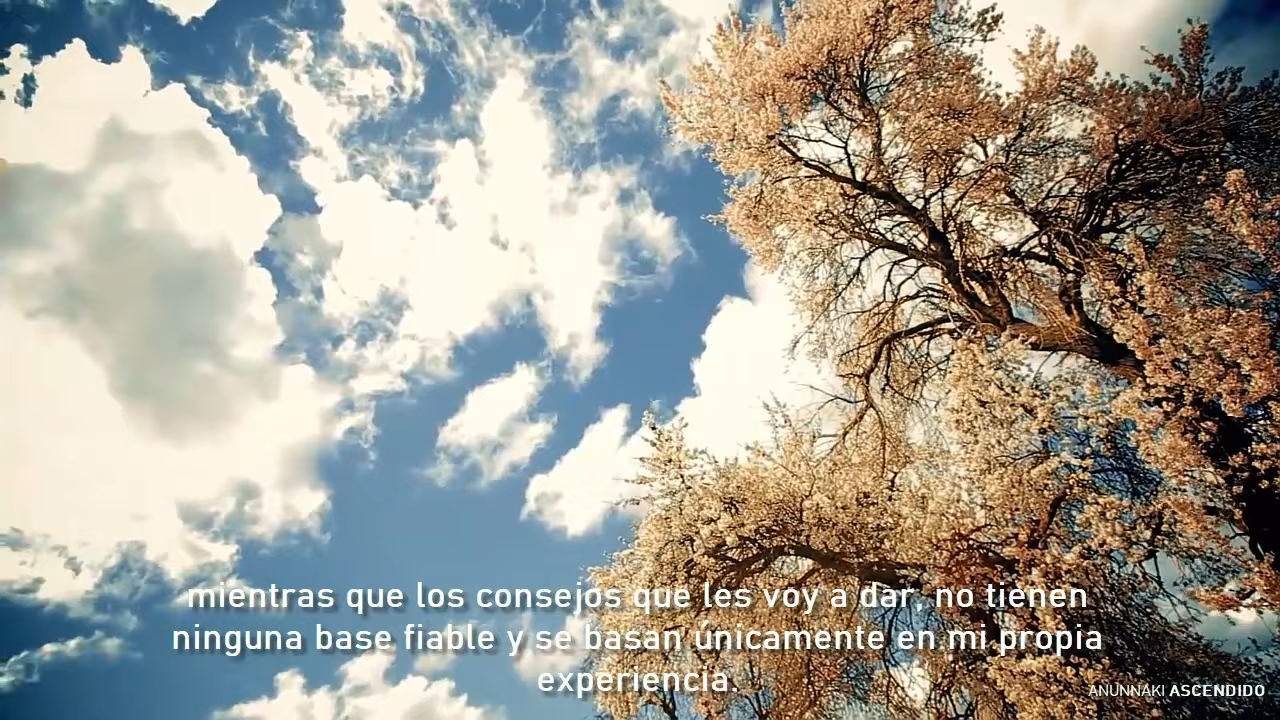 mientras que los consejos que les voy a dar, no tienen
ninguna base fiable y se basan únicamente en mi propia
experiencia.
ANUNNAKI ASCENDIDO